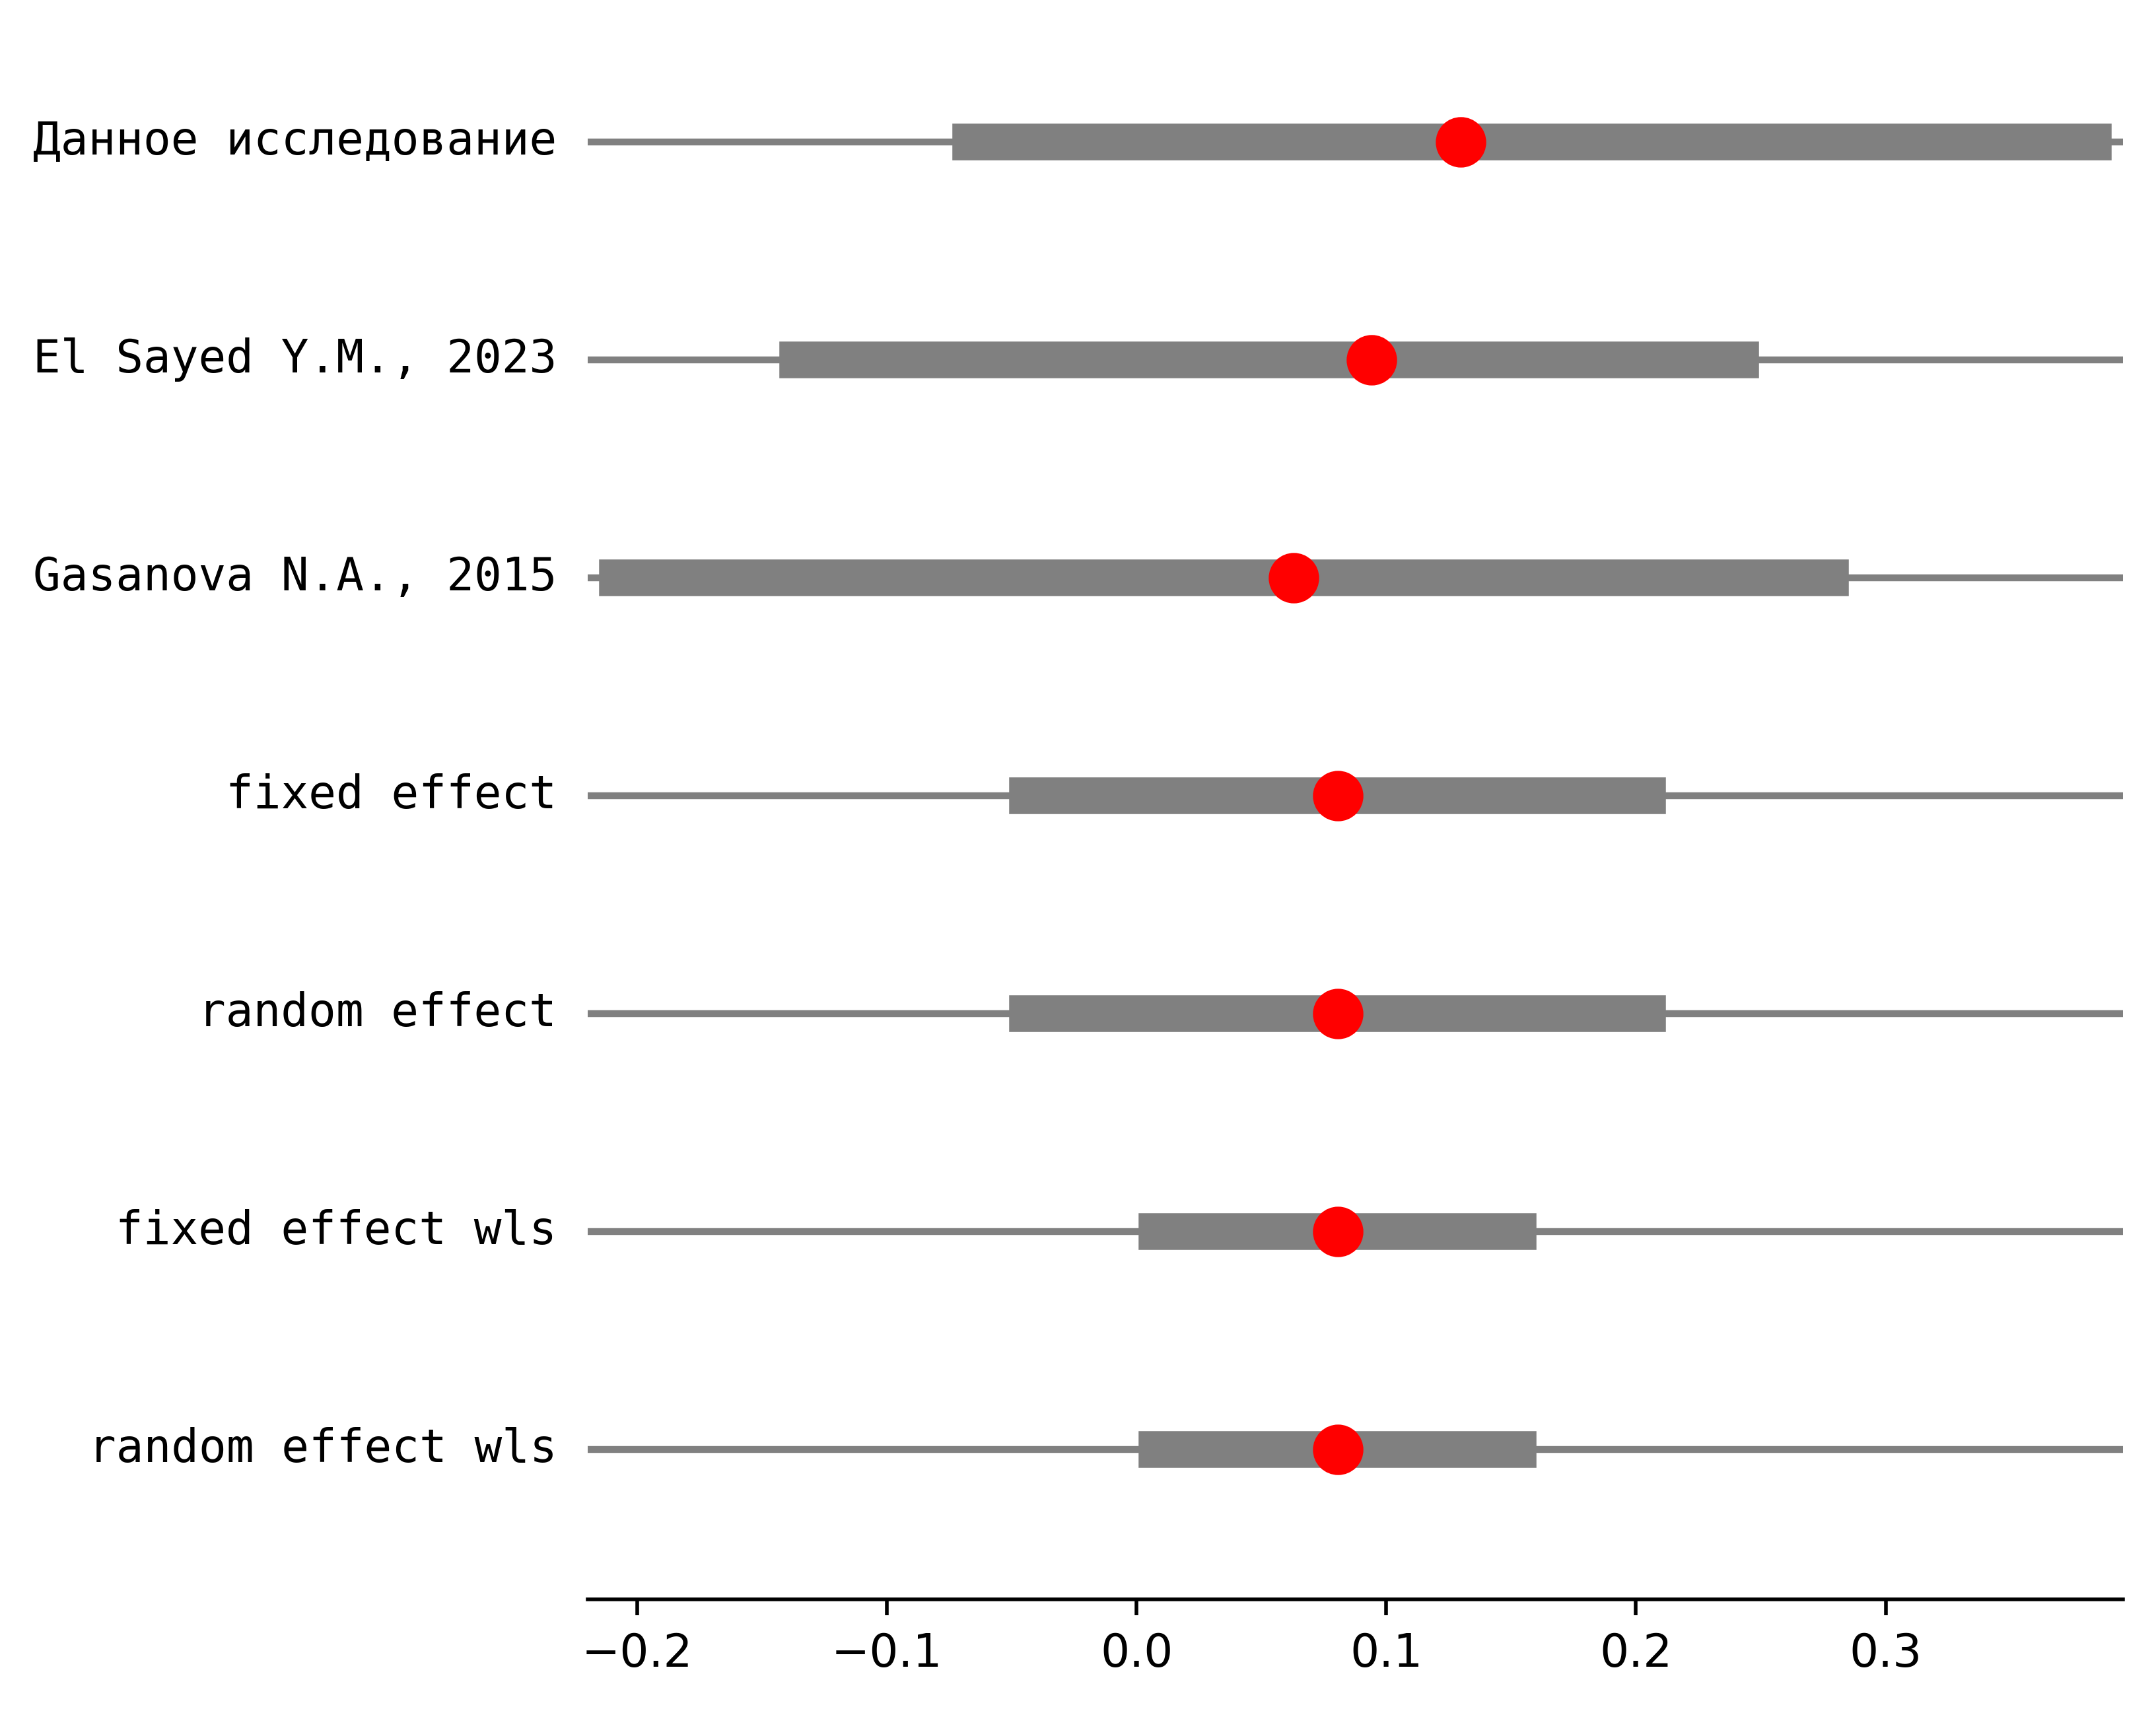 Данное исследование
El Sayed Y.M., 2023
Gasanova N.A., 2015
fixed effect
random effect
fixed effect wls
random effect wls
−0.2 −0.1 0.0 0.1 0.2 0.3